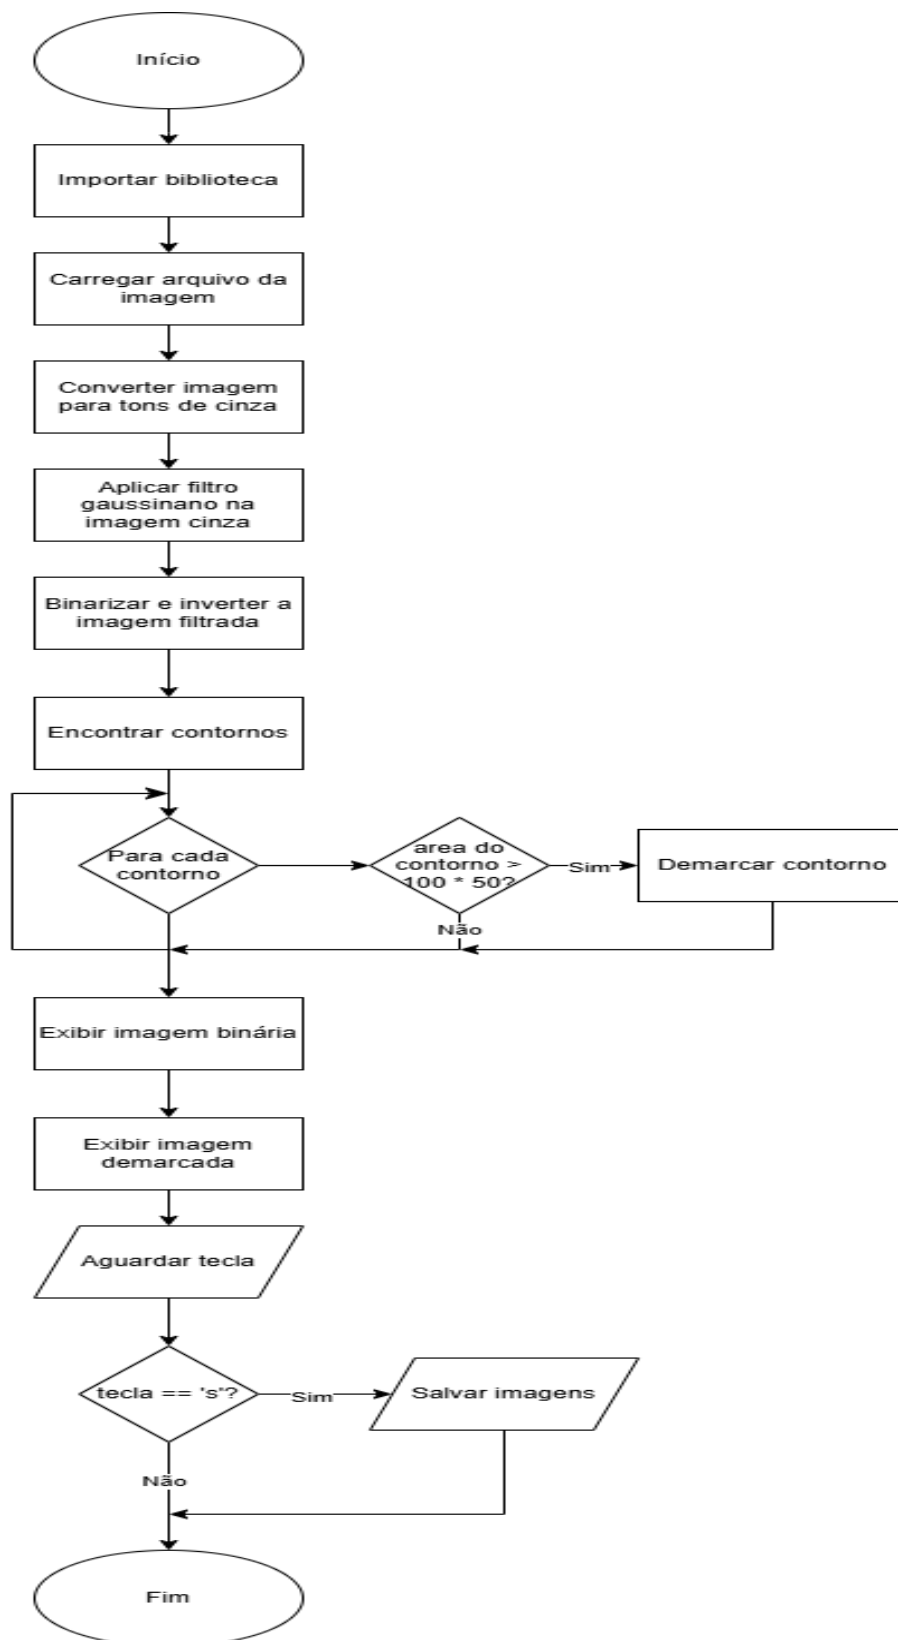 Início
Importar biblioteca
Carregar arquivo da
imagem
Converter imagem
para tons de cinza
Aplicar filtro
gaussinano na
imagem cinza
Binarizar e inverter a
imagem filtrada
Encontrar contornos
Para cada
contorno
area do
contorno >
100 * 50?
Sim
Demarcar contorno
Não
Exibir imagem binária
Exibir imagem
demarcada
Aguardar tecla
tecla == 's'?
Sim
Salvar imagens
Não
Fim